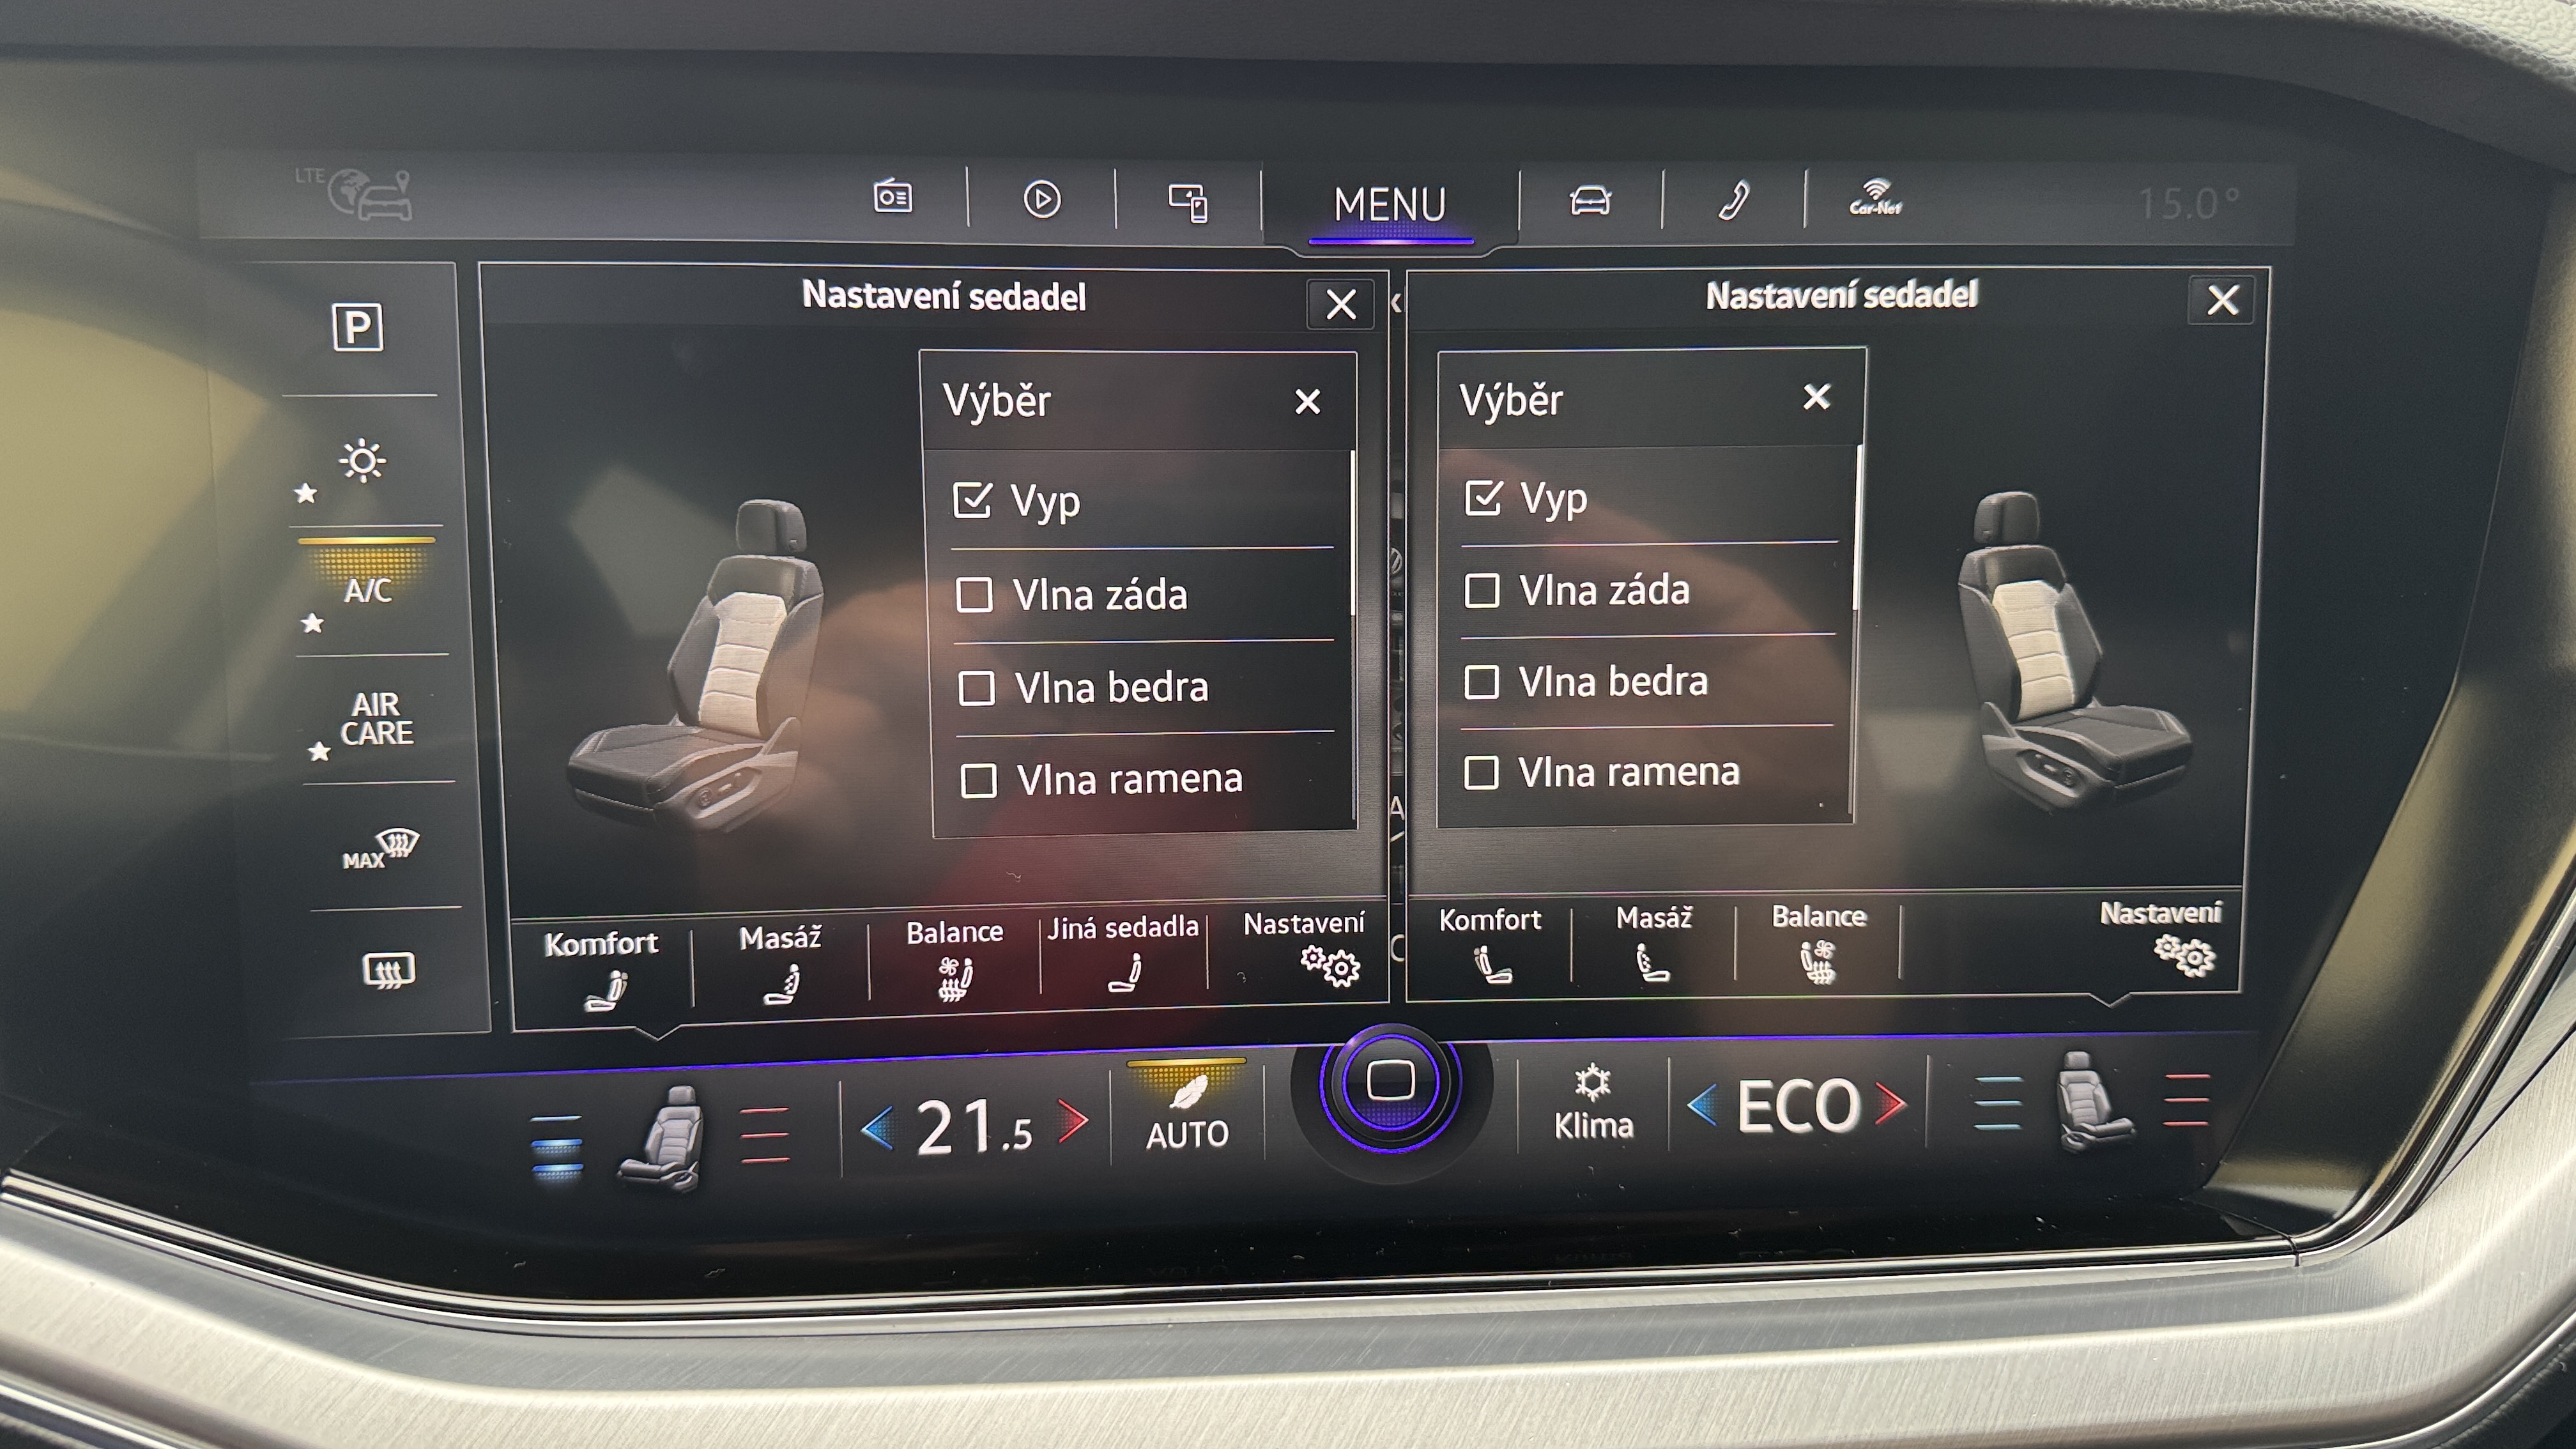 LTE
MENU
Car-Net
15.0°
P
A/C
AIR
CARE
MAX
Nastavení sedadel
Výběr
Vyp
Vlna záda
Vlna bedra
Vlna ramena
Komfort
Masáž
Balance
Jiná sedadla
Nastavení
Nastavení sedadel
Výběr
Vyp
Vlna záda
Vlna bedra
Vlna ramena
Komfort
Masáž
Balance
Nastavení
21.5
AUTO
Klima
ECO